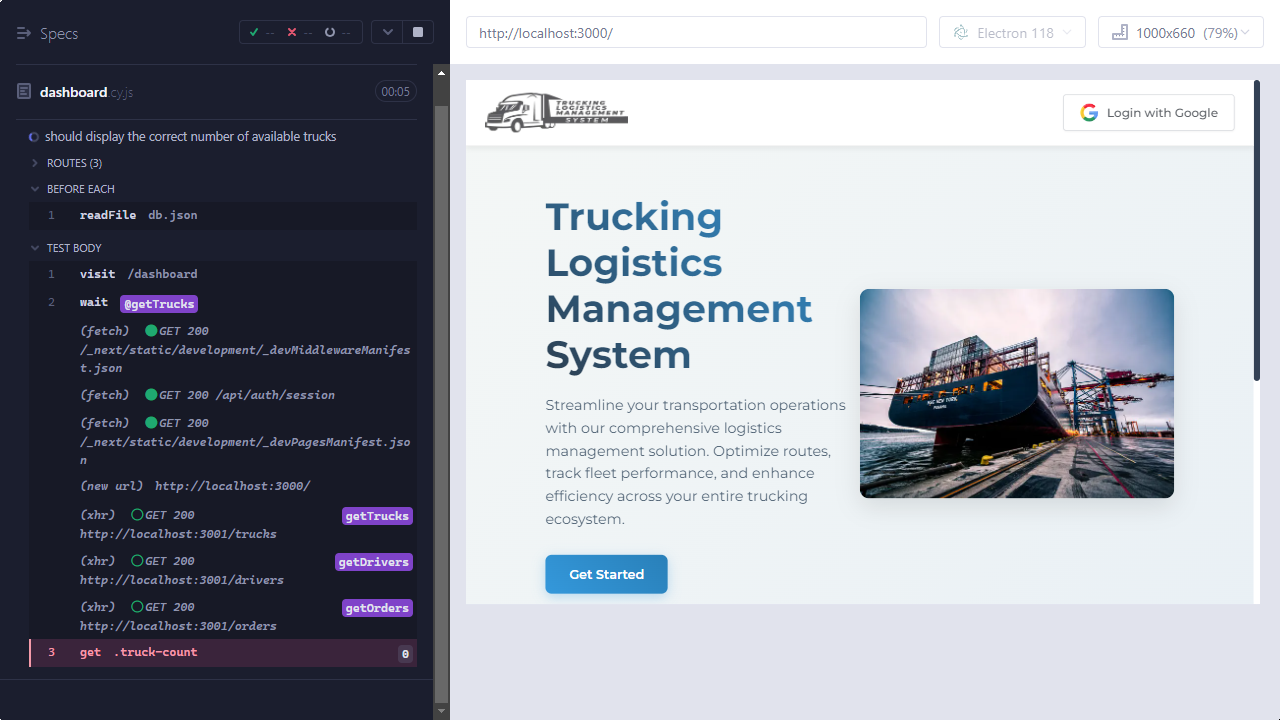 Specs
--
--
--
dashboard.cy.js
00:05
should display the correct number of available trucks
ROUTES (3)
BEFORE EACH
1 readFile db.json
TEST BODY
1 visit /dashboard
2 wait @getTrucks
(fetch) GET 200
/_next/static/development/_devMiddlewareManifes
t.json
(fetch) GET 200 /api/auth/session
(fetch) GET 200
/_next/static/development/_devPagesManifest.jso
n
(new url) http://localhost:3000/
(xhr) GET 200 getTrucks
http://localhost:3001/trucks
(xhr) GET 200 getDrivers
http://localhost:3001/drivers
(xhr) GET 200 getOrders
http://localhost:3001/orders
3 get .truck-count 0
http://localhost:3000/
Electron 118
1000x660 (79%)
TRUCKING
LOGISTICS
MANAGEMENT
SYSTEM
Login with Google
Trucking
Logistics
Management
System
Streamline your transportation operations
with our comprehensive logistics
management solution. Optimize routes,
track fleet performance, and enhance
efficiency across your entire trucking
ecosystem.
Get Started